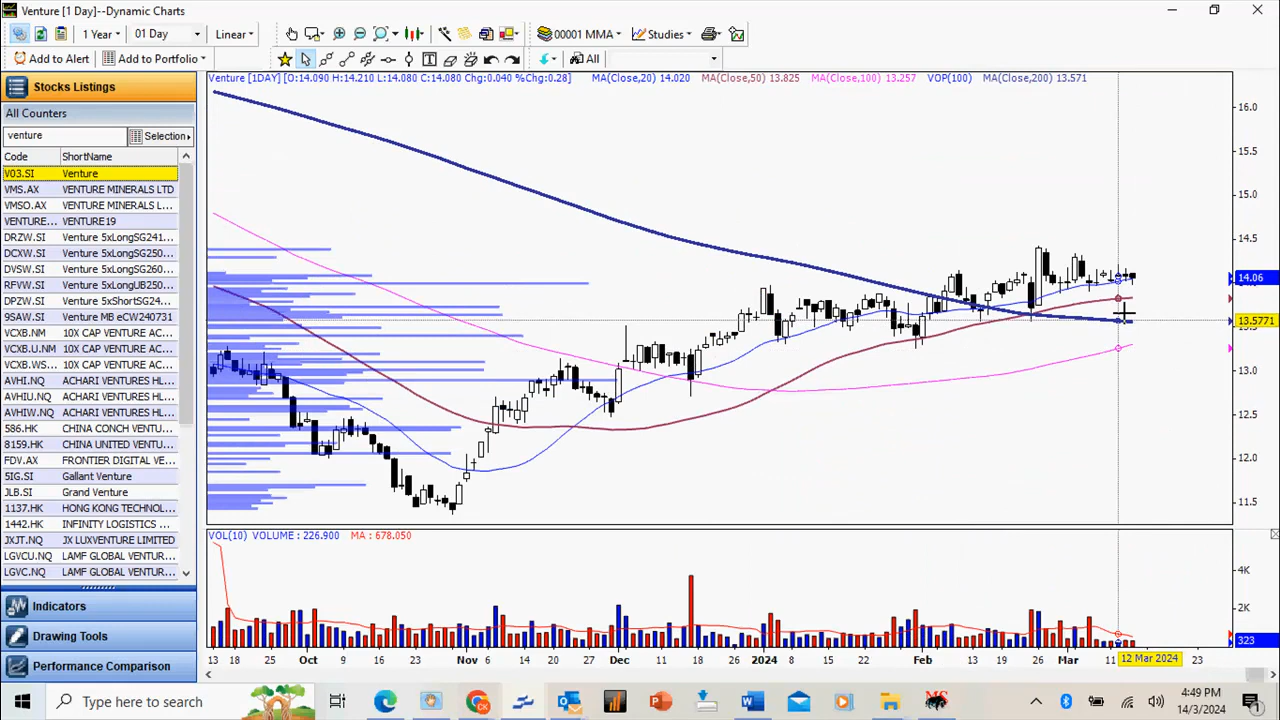 Venture [1 Day]--Dynamic Charts
1 Year 01 Day Linear 00001 MMA Studies
Add to Alert Add to Portfolio All
Stocks Listings
All Counters
venture Selection
Code ShortName
V03.SI Venture
VMS.AX VENTURE MINERALS LTD
VMSO.AX VENTURE MINERALS L...
VENTURE... VENTURE19
DRZW.SI Venture 5xLongSG241...
DCXW.SI Venture 5xLongSG250...
DVSW.SI Venture 5xLongSG260...
RFVW.SI Venture 5xLongUB250...
DPZW.SI Venture 5xShortSG24...
9SAW.SI Venture MB eCW240731
VCXB.NM 10X CAP VENTURE AC...
VCXB.U.NM 10X CAP VENTURE AC...
VCXB.WS... 10X CAP VENTURE AC...
AVHI.NQ ACHARI VENTURES HL...
AVHIU.NQ ACHARI VENTURES HL...
AVHIW.NQ ACHARI VENTURES HL...
586.HK CHINA CONCH VENTU...
8159.HK CHINA UNITED VENTU...
FDV.AX FRONTIER DIGITAL VE...
5IG.SI Gallant Venture
JLB.SI Grand Venture
1137.HK HONG KONG TECHNOL...
1442.HK INFINITY LOGISTICS ...
JXJT.NQ JX LUXVENTURE LIMITED
LGVCU.NQ LAMF GLOBAL VENTUR...
LGVC.NQ LAMF GLOBAL VENTUR...
Indicators
Drawing Tools
Performance Comparison
Venture [1DAY] [O:14.090 H:14.210 L:14.080 C:14.080 Chg:0.040 %Chg:0.28] MA(Close,20) 14.020 MA(Close,50) 13.825 MA(Close,100) 13.257 VOP(100) MA(Close,200) 13.571
16.0
15.5
15.0
14.5
14.06
13.5771
13.0
12.5
12.0
11.5
VOL(10) VOLUME : 226.900 MA : 678.050
4K
2K
323
13 18 25 Oct 9 16 23 Nov 6 14 20 27 Dec 11 18 26 2024 8 15 22 Feb 13 19 26 Mar 11 12 Mar 2024 23
Type here to search
4:49 PM
14/3/2024
1